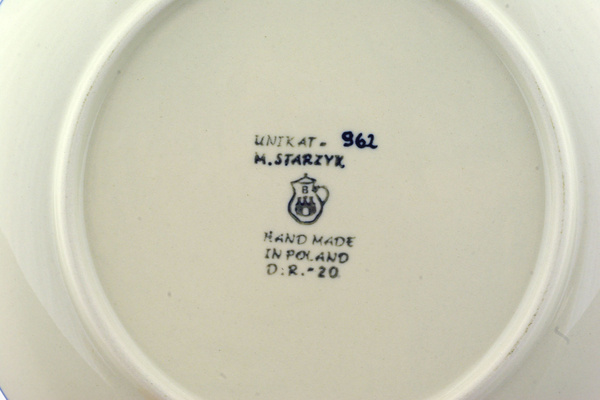 UNIKAT - 962
M. STARZYK
B
HAND MADE
IN POLAND
D.R.-20